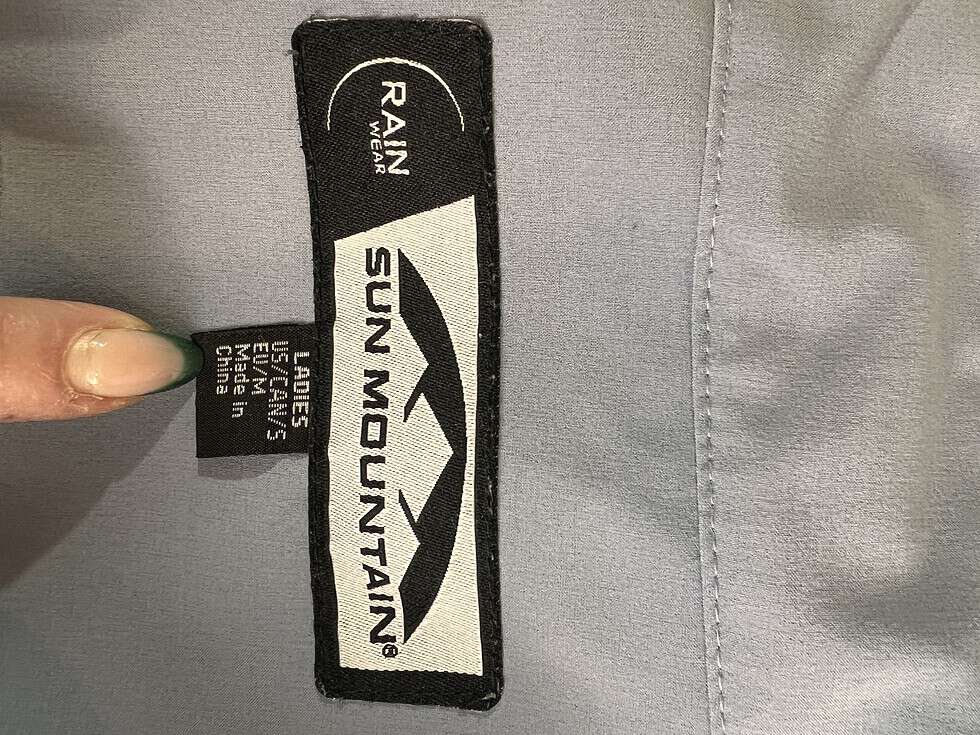 RAIN
WEAR
SUN MOUNTAIN®
LADIES
US/CAN/S
EU/M
Made in
China